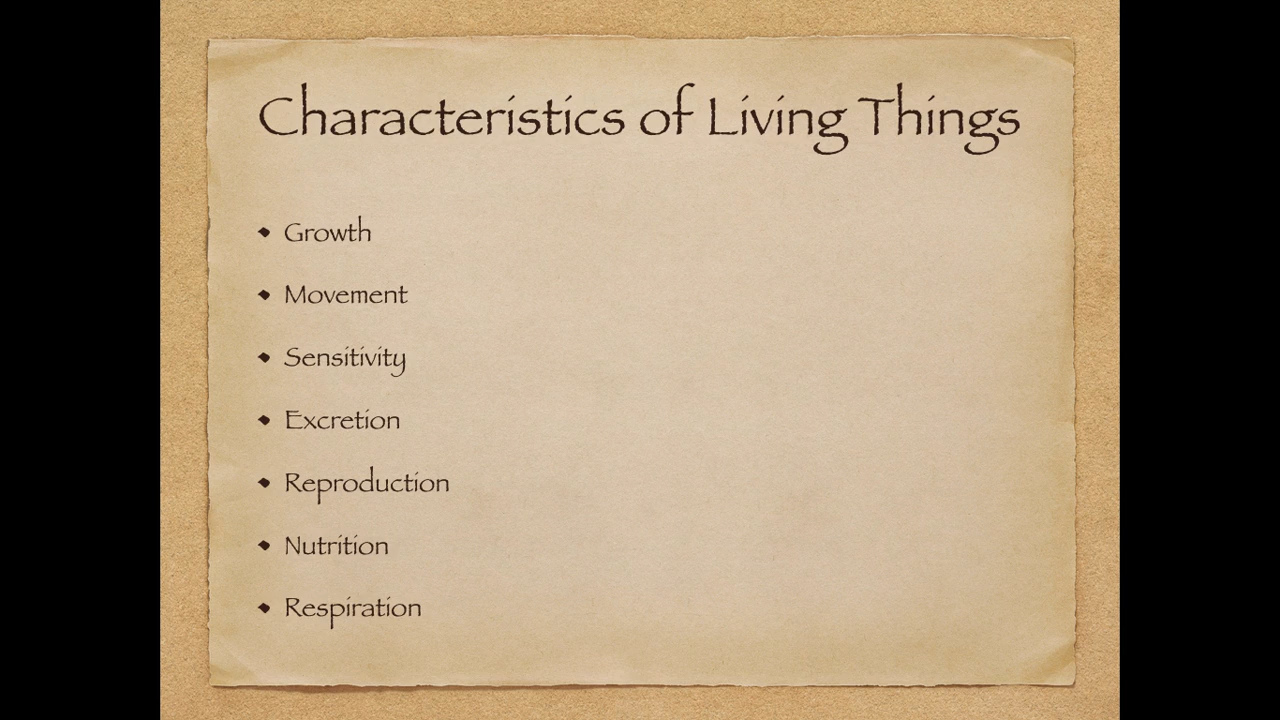 Characteristics of Living Things
• Growth
• Movement
• Sensitivity
• Excretion
• Reproduction
• Nutrition
• Respiration